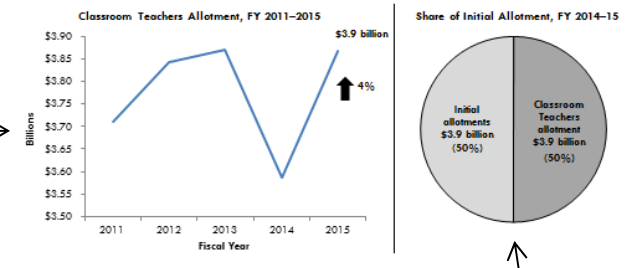 Classroom Teachers Allotment, FY 2011–2015
$3.9 billion
4%
$3.90
$3.85
$3.80
$3.75
$3.70
$3.65
$3.60
$3.55
$3.50
Billions
2011 2012 2013 2014 2015
Fiscal Year
Share of Initial Allotment, FY 2014–15
Initial
allotments
$3.9 billion
(50%)
Classroom
Teachers
allotment
$3.9 billion
(50%)